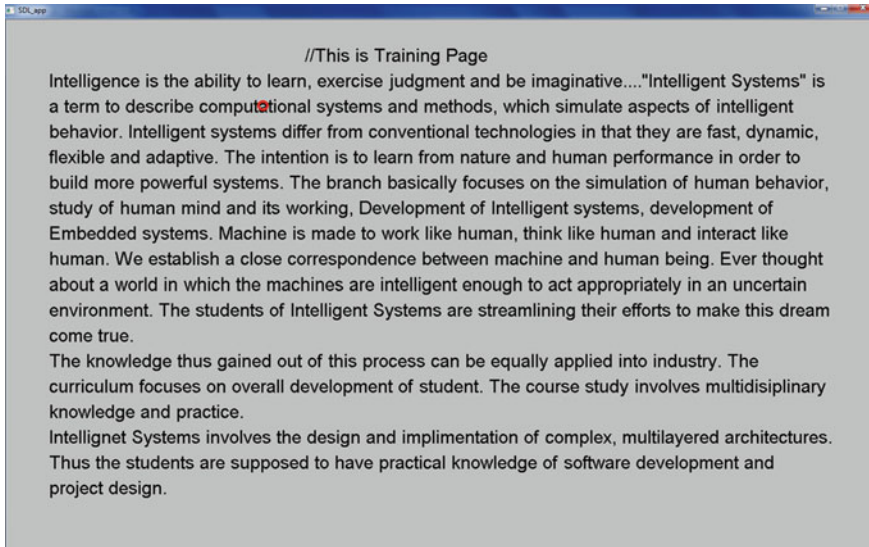 SDL_app
//This is Training Page
Intelligence is the ability to learn, exercise judgment and be imaginative...."Intelligent Systems" is
a term to describe computational systems and methods, which simulate aspects of intelligent
behavior. Intelligent systems differ from conventional technologies in that they are fast, dynamic,
flexible and adaptive. The intention is to learn from nature and human performance in order to
build more powerful systems. The branch basically focuses on the simulation of human behavior,
study of human mind and its working, Development of Intelligent systems, development of
Embedded systems. Machine is made to work like human, think like human and interact like
human. We establish a close correspondence between machine and human being. Ever thought
about a world in which the machines are intelligent enough to act appropriately in an uncertain
environment. The students of Intelligent Systems are streamlining their efforts to make this dream
come true.
The knowledge thus gained out of this process can be equally applied into industry. The
curriculum focuses on overall development of student. The course study involves multidisiplinary
knowledge and practice.
Intellignet Systems involves the design and implimentation of complex, multilayered architectures.
Thus the students are supposed to have practical knowledge of software development and
project design.